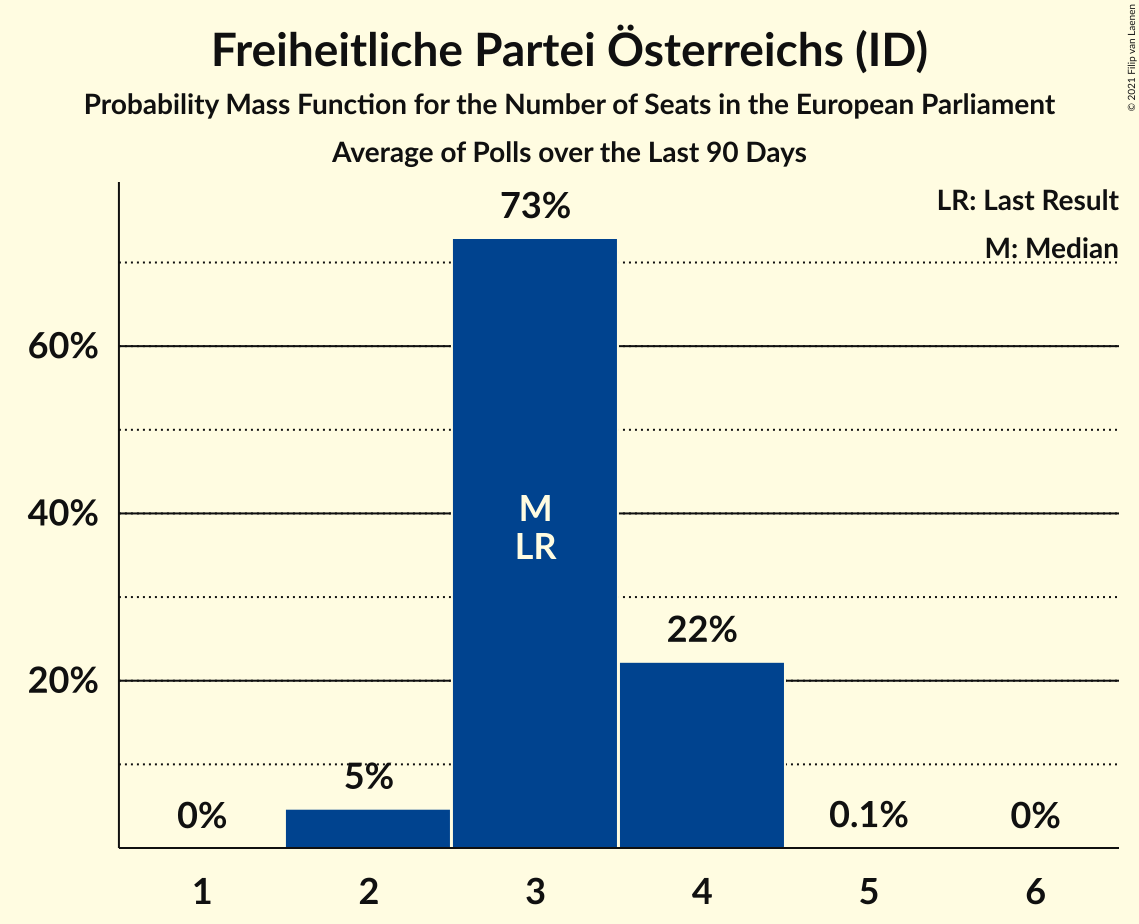 Freiheitliche Partei Österreichs (ID)
Probability Mass Function for the Number of Seats in the European Parliament
Average of Polls over the Last 90 Days
© 2021 Filip van Laenen
LR: Last Result
M: Median
73%
60%
40%
20%
M
LR
22%
5%
0%
0.1%
0%
1 2 3 4 5 6